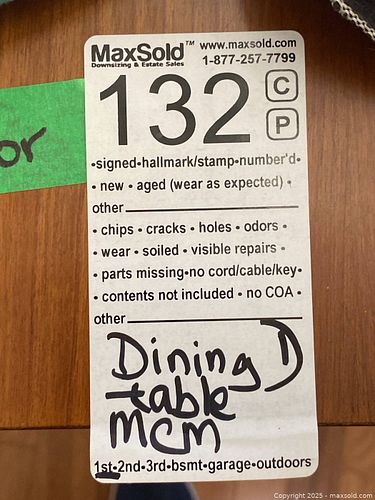 MaxSold™ www.maxsold.com
Downsizing & Estate Sales 1-877-257-7799
132 C
P
or
•signed•hallmark/stamp•number'd•
• new • aged (wear as expected) •
other
• chips • cracks • holes • odors •
• wear • soiled • visible repairs •
• parts missing•no cord/cable/key•
• contents not included • no COA •
other
Dining
table
MCM
1st•2nd•3rd•bsmt•garage•outdoors
Copyright 2025 - maxsold.com